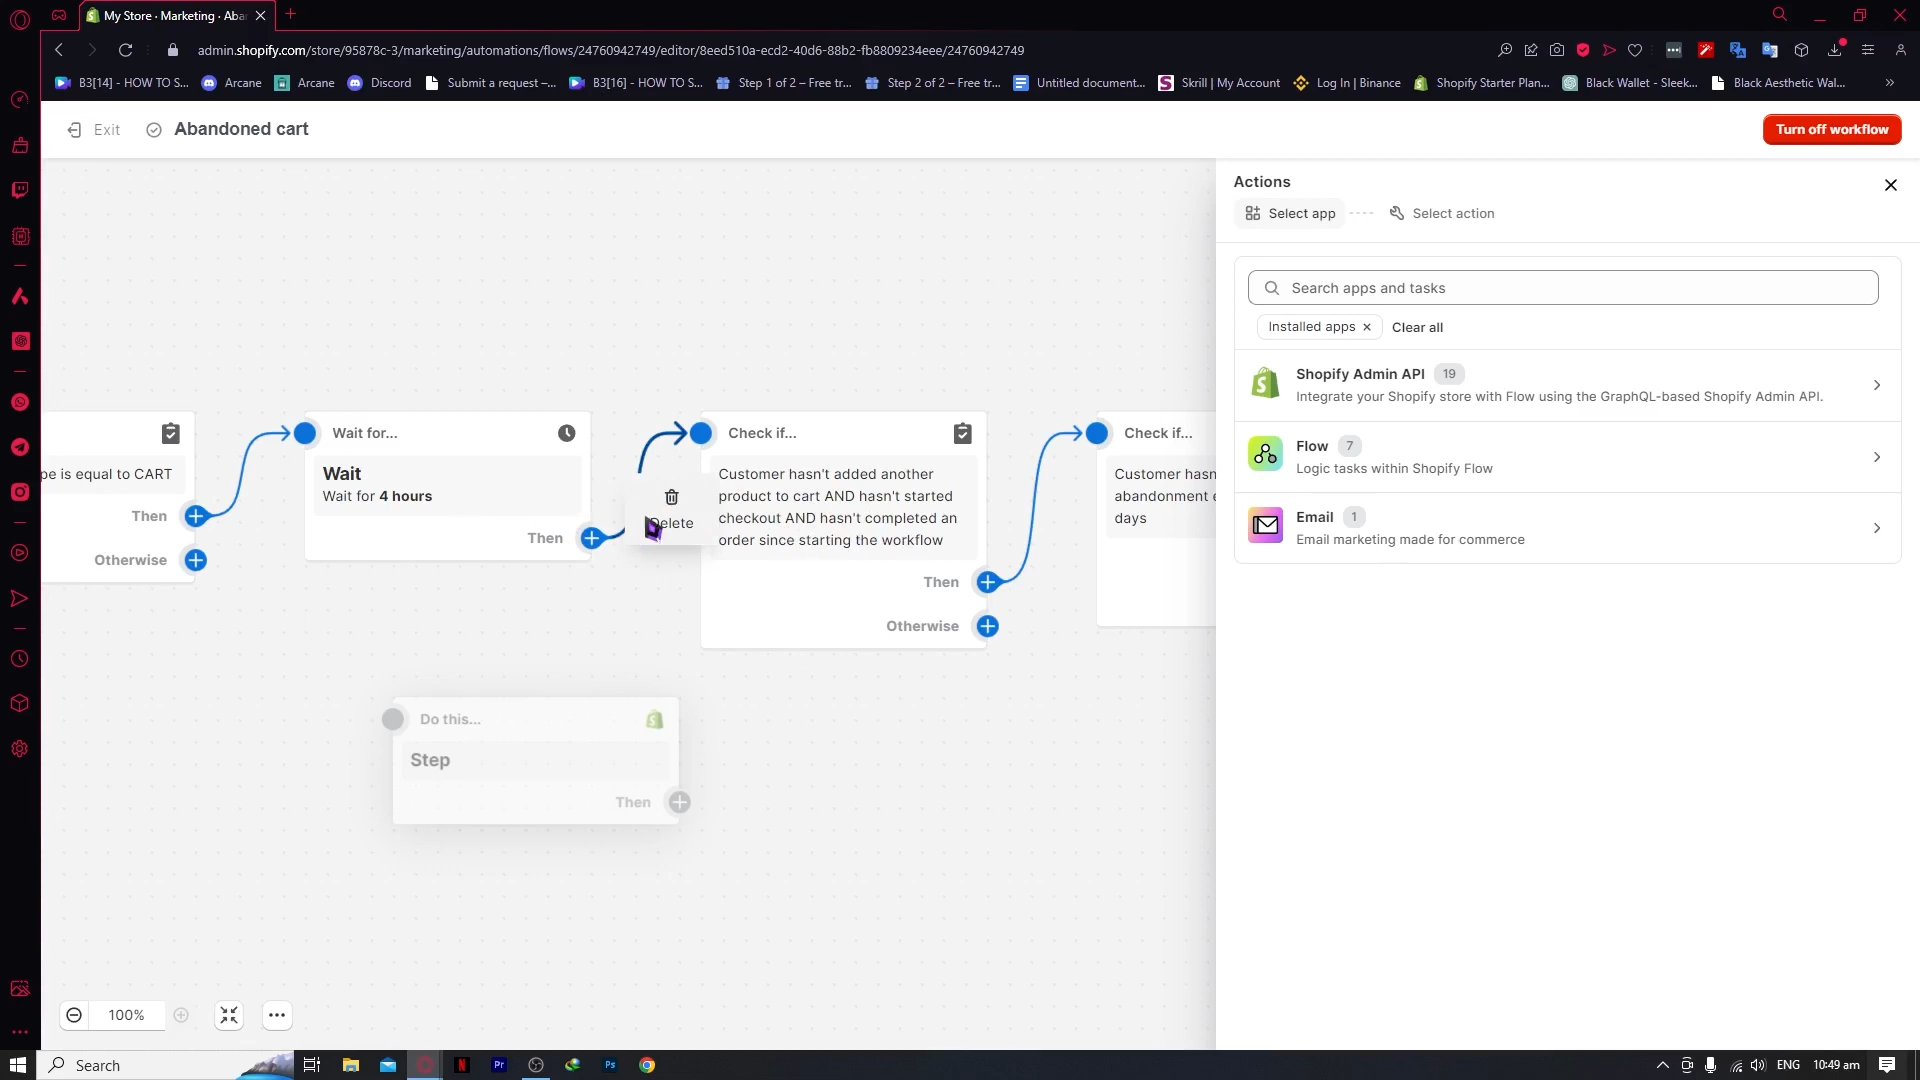 My Store · Marketing · Aba
admin.shopify.com/store/95878c-3/marketing/automations/flows/24760942749/editor/8eed510a-ecd2-40d6-88b2-fb8809234eee/24760942749
B3[14] - HOW TO S...
Arcane
Arcane
Discord
Submit a request –...
B3[16] - HOW TO S...
Step 1 of 2 – Free tr...
Step 2 of 2 – Free tr...
Untitled document...
Skrill | My Account
Log In | Binance
Shopify Starter Plan...
Black Wallet - Sleek...
Black Aesthetic Wal...
Exit
Abandoned cart
Turn off workflow
Actions
Select app
Select action
Search apps and tasks
Installed apps
Clear all
Shopify Admin API 19
Integrate your Shopify store with Flow using the GraphQL-based Shopify Admin API.
Flow 7
Logic tasks within Shopify Flow
Email 1
Email marketing made for commerce
pe is equal to CART
Then
Otherwise
Wait for...
Wait
Wait for 4 hours
Then
Delete
Check if...
Customer hasn't added another
product to cart AND hasn't started
checkout AND hasn't completed an
order since starting the workflow
Then
Otherwise
Check if...
Customer hasn
abandonment e
days
Do this...
Step
Then
100%
Search
ENG
10:49 am